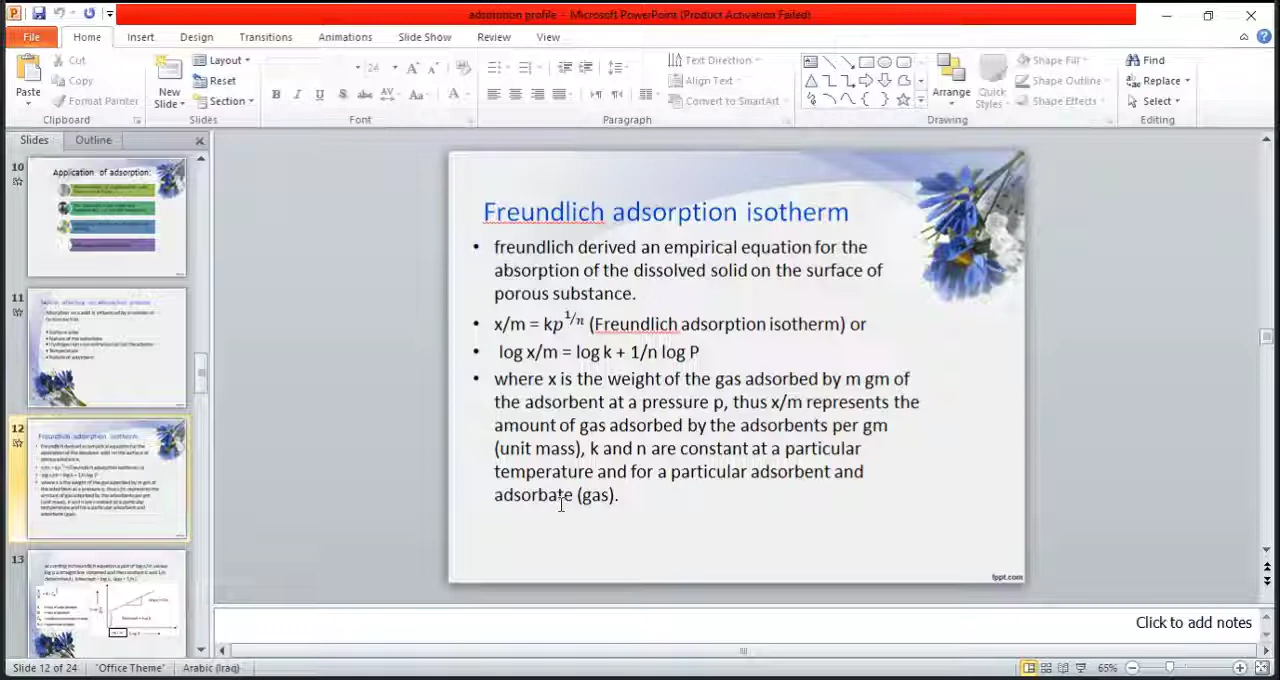 adsorption profile - Microsoft PowerPoint (Product Activation Failed)
File Home Insert Design Transitions Animations Slide Show Review View
Paste
Cut
Copy
Format Painter
Clipboard
New Slide
Layout
Reset
Section
Slides
24
Font
Text Direction
Align Text
Convert to SmartArt
Paragraph
Arrange
Quick Styles
Shape Fill
Shape Outline
Shape Effects
Drawing
Find
Replace
Select
Editing
Slides Outline
10
Application of adsorption:
11
12
Freundlich adsorption isotherm
13
Freundlich adsorption isotherm
• freundlich derived an empirical equation for the
absorption of the dissolved solid on the surface of
porous substance.
• x/m = kp^1/n (Freundlich adsorption isotherm) or
• log x/m = log k + 1/n log P
• where x is the weight of the gas adsorbed by m gm of
the adsorbent at a pressure p, thus x/m represents the
amount of gas adsorbed by the adsorbents per gm
(unit mass), k and n are constant at a particular
temperature and for a particular adsorbent and
adsorbate (gas).
fppt.com
Click to add notes
Slide 12 of 24 "Office Theme" Arabic (Iraq) 65%